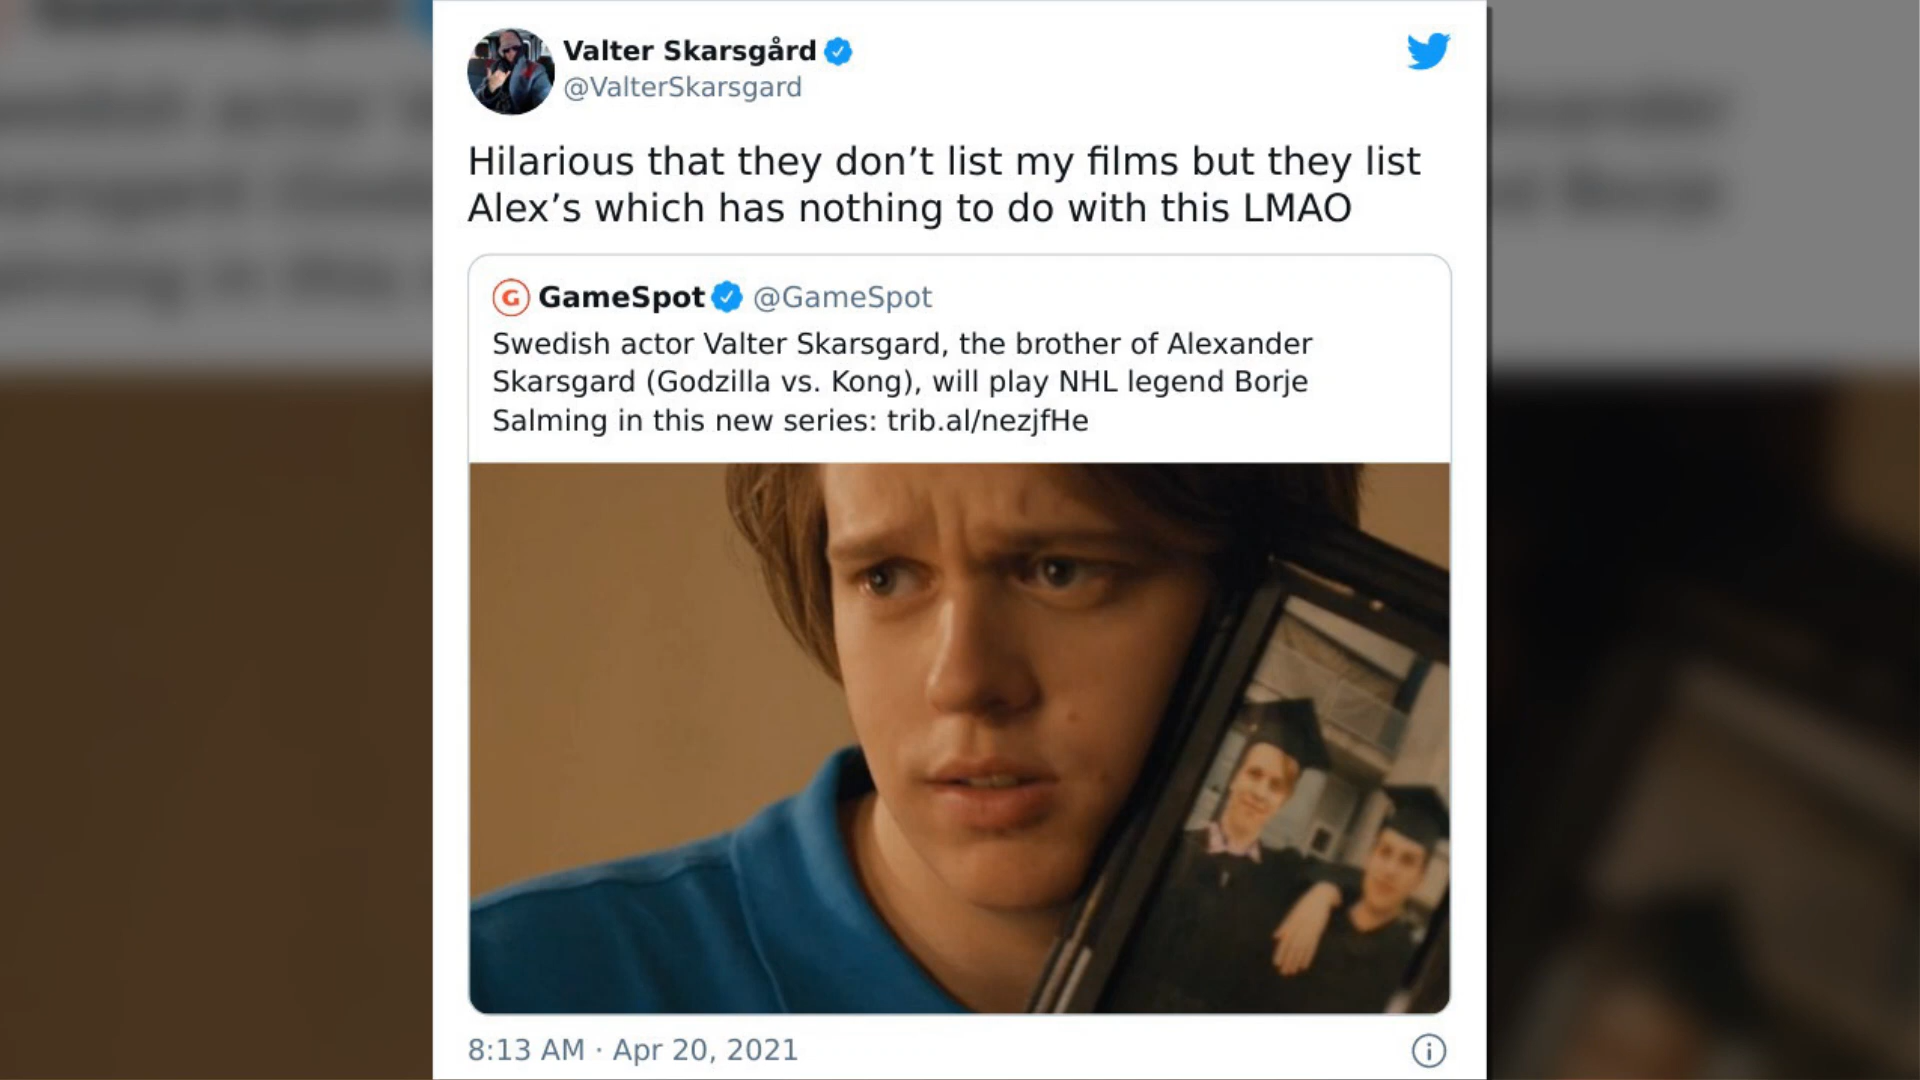 Valter Skarsgård
@ValterSkarsgard
Hilarious that they don’t list my films but they list
Alex’s which has nothing to do with this LMAO
G GameSpot @GameSpot
Swedish actor Valter Skarsgard, the brother of Alexander
Skarsgard (Godzilla vs. Kong), will play NHL legend Borje
Salming in this new series: trib.al/nezjfHe
8:13 AM · Apr 20, 2021